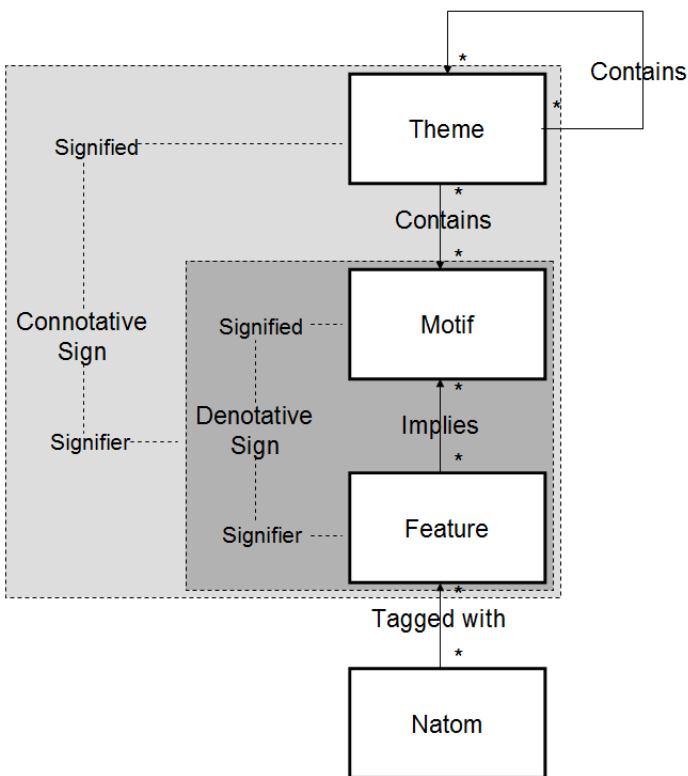 *
Contains
*
Theme
Signified
*
Contains
*
Connotative
Sign
Signified
Motif
*
Denotative
Sign
Implies
Signifier
*
Signifier
Feature
*
Tagged with
*
Natom